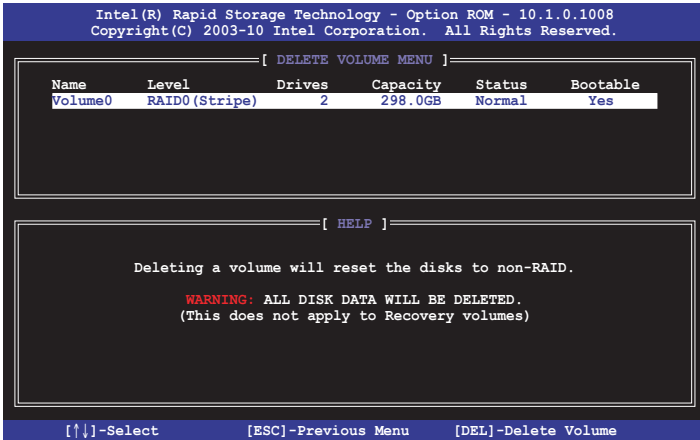 Intel(R) Rapid Storage Technology - Option ROM - 10.1.0.1008
Copyright(C) 2003-10 Intel Corporation.  All Rights Reserved.
[ DELETE VOLUME MENU ]
Name Level Drives Capacity Status Bootable
Volume0 RAID0(Stripe) 2 298.0GB Normal Yes
[ HELP ]
Deleting a volume will reset the disks to non-RAID.
WARNING: ALL DISK DATA WILL BE DELETED.
(This does not apply to Recovery volumes)
[↑↓]-Select [ESC]-Previous Menu [DEL]-Delete Volume